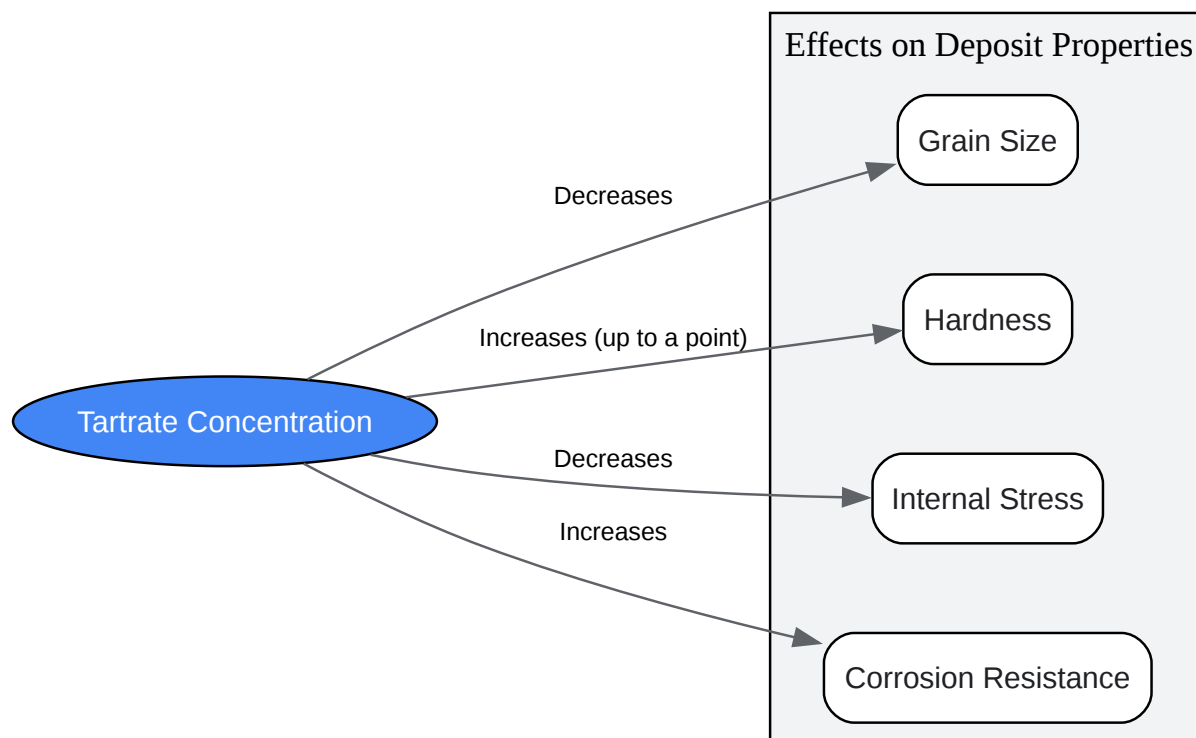 Effects on Deposit Properties
Grain Size
Decreases
Increases (up to a point)
Hardness
Tartrate Concentration
Decreases
Internal Stress
Increases
Corrosion Resistance